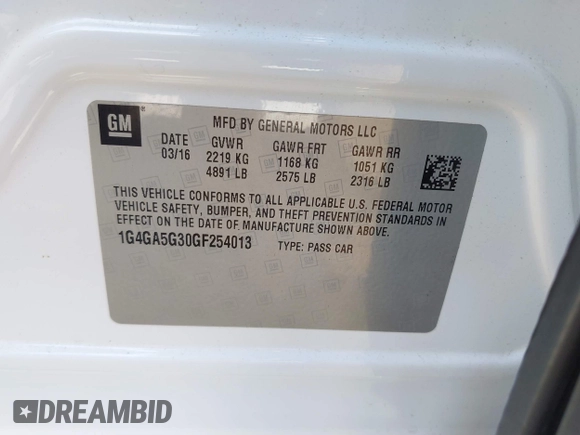 GM
MFD BY GENERAL MOTORS LLC
DATE GVWR GAWR FRT GAWR RR
03/16 2219 KG 1168 KG 1051 KG
4891 LB 2575 LB 2316 LB
THIS VEHICLE CONFORMS TO ALL APPLICABLE U.S. FEDERAL MOTOR
VEHICLE SAFETY, BUMPER, AND THEFT PREVENTION STANDARDS IN
EFFECT ON THE DATE OF MANUFACTURE SHOWN ABOVE.
1G4GA5G30GF254013 TYPE: PASS CAR
DREAMBID